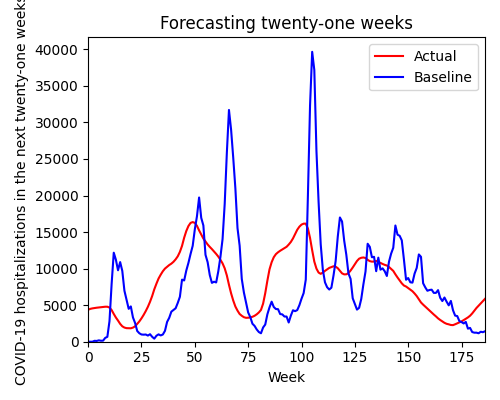 Forecasting twenty-one weeks
COVID-19 hospitalizations in the next twenty-one weeks
40000
35000
30000
25000
20000
15000
10000
5000
0
Actual
Baseline
0 25 50 75 100 125 150 175
Week